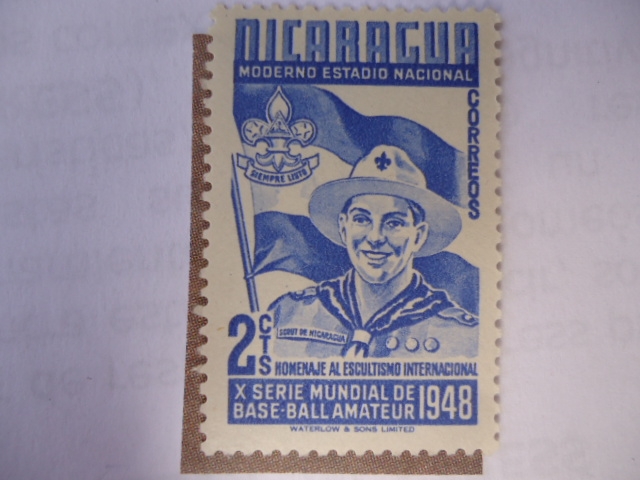 NICARAGUA
MODERNO ESTADIO NACIONAL
CORREOS
SIEMPRE LISTO
SCOUT DE NICARAGUA
2 CTS
HOMENAJE AL ESCULTISMO INTERNACIONAL
X SERIE MUNDIAL DE
BASE-BALL AMATEUR 1948
WATERLOW & SONS LIMITED